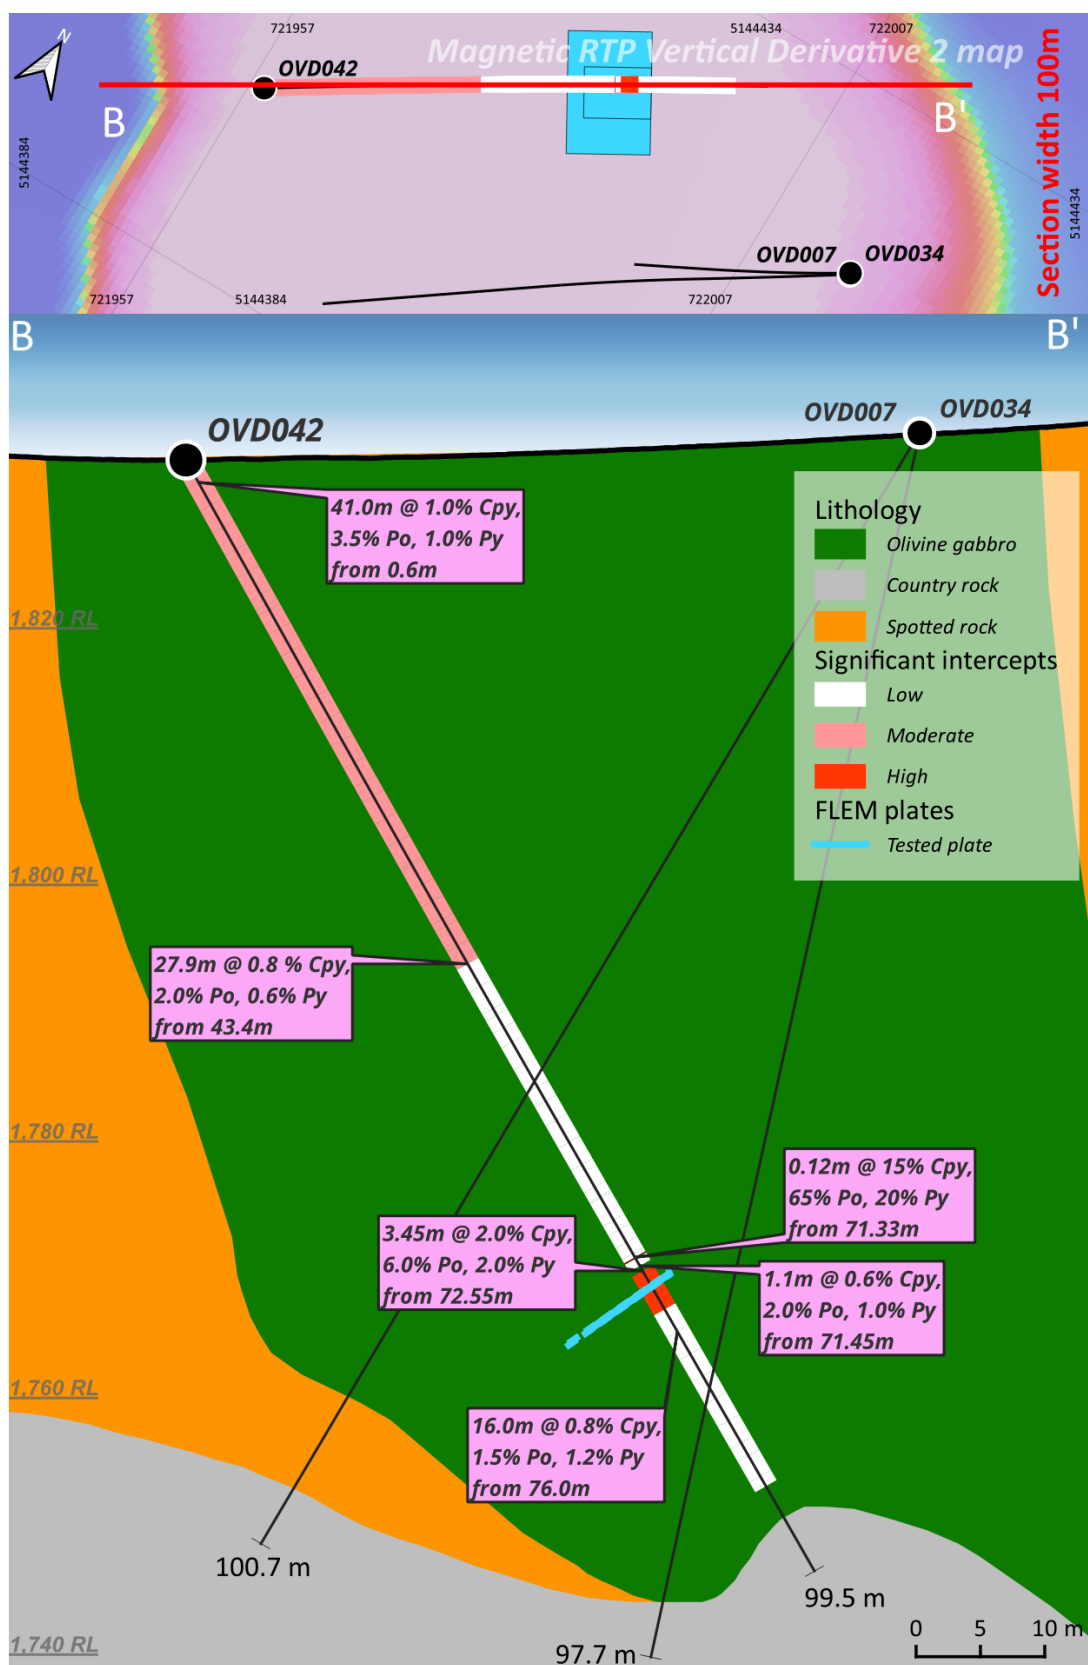 721957
5144434
722007
N
Magnetic RTP Vertical Derivative 2 map
OVD042
B
B'
Section width 100m
5144384
5144434
OVD007
OVD034
721957
5144384
722007
B
B'
OVD042
OVD007
OVD034
41.0m @ 1.0% Cpy,
3.5% Po, 1.0% Py
from 0.6m
Lithology
Olivine gabbro
Country rock
Spotted rock
Significant intercepts
Low
Moderate
High
FLEM plates
Tested plate
1,820 RL
1,800 RL
27.9m @ 0.8 % Cpy,
2.0% Po, 0.6% Py
from 43.4m
1,780 RL
0.12m @ 15% Cpy,
65% Po, 20% Py
from 71.33m
3.45m @ 2.0% Cpy,
6.0% Po, 2.0% Py
from 72.55m
1.1m @ 0.6% Cpy,
2.0% Po, 1.0% Py
from 71.45m
1,760 RL
16.0m @ 0.8% Cpy,
1.5% Po, 1.2% Py
from 76.0m
100.7 m
99.5 m
97.7 m
1,740 RL
0 5 10 m